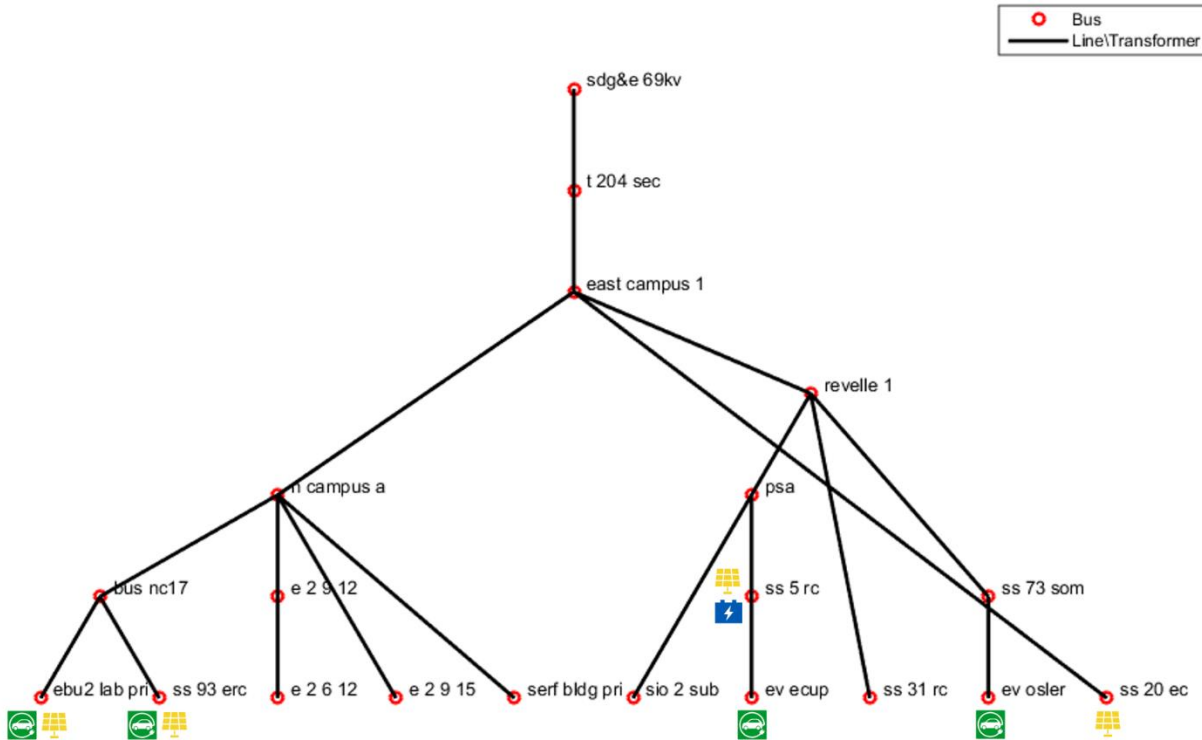 Bus
Line\Transformer
sdg&e 69kv
t 204 sec
east campus 1
revelle 1
n campus a
psa
bus nc17
e 2 9 12
ss 5 rc
ss 73 som
ebu2 lab pri
ss 93 erc
e 2 6 12
e 2 9 15
serf bldg pri
sio 2 sub
ev ecup
ss 31 rc
ev osler
ss 20 ec